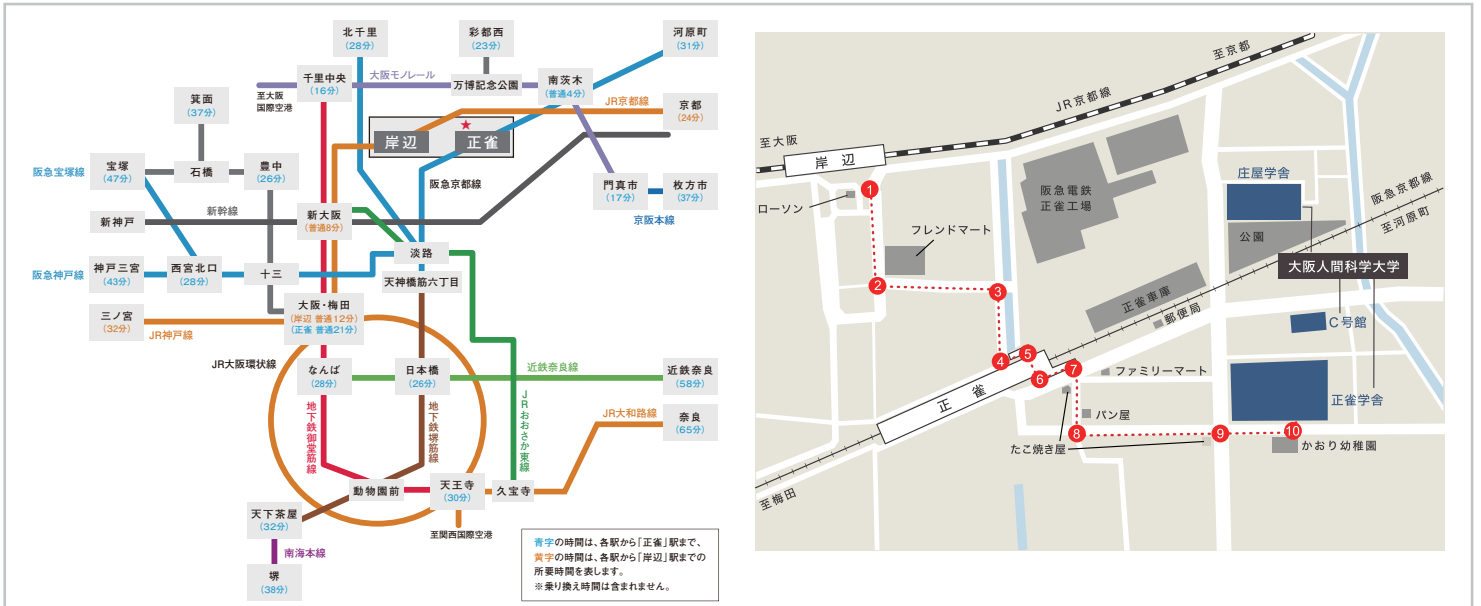 北千里
(28分)
彩都西
(23分)
河原町
(31分)
千里中央
(16分)
大阪モノレール
万博記念公園
南茨木
(普通4分)
至大阪
国際空港
箕面
(37分)
JR京都線
京都
(24分)
★
岸辺
正雀
阪急宝塚線
宝塚
(47分)
石橋
豊中
(26分)
阪急京都線
門真市
(17分)
枚方市
(37分)
京阪本線
新神戸
新幹線
新大阪
(普通8分)
淡路
阪急神戸線
神戸三宮
(43分)
西宮北口
(28分)
十三
天神橋筋六丁目
大阪・梅田
(岸辺 普通12分)
(正雀 普通21分)
三ノ宮
(32分)
JR神戸線
JR大阪環状線
なんば
(28分)
日本橋
(26分)
近鉄奈良線
近鉄奈良
(58分)
地下鉄御堂筋線
地下鉄堺筋線
JRおおさか東線
JR大和路線
奈良
(65分)
動物園前
天王寺
(30分)
久宝寺
天下茶屋
(32分)
至関西国際空港
南海本線
堺
(38分)
青字の時間は、各駅から「正雀」駅まで、
黄字の時間は、各駅から「岸辺」駅までの
所要時間を表します。
※乗り換え時間は含まれません。
至京都
JR京都線
至大阪
岸辺
1
ローソン
阪急電鉄
正雀工場
庄屋学舎
阪急京都線
至河原町
フレンドマート
公園
大阪人間科学大学
2
3
正雀車庫
郵便局
C号館
4
5
6
7
ファミリーマート
正雀
正雀学舎
パン屋
8
9
10
たこ焼き屋
かおり幼稚園
至梅田